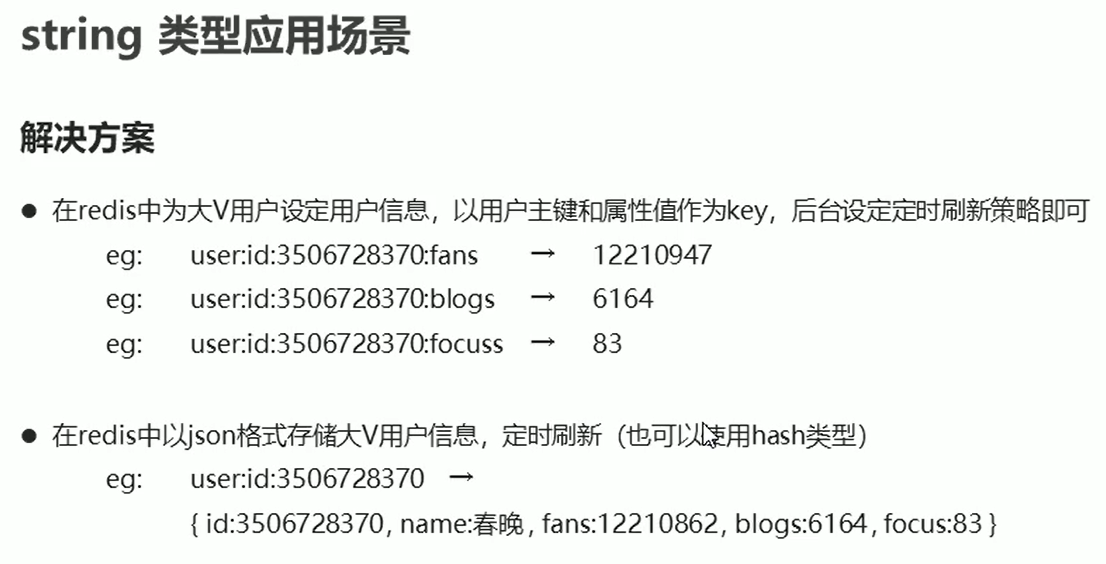 string 类型应用场景
解决方案
● 在redis中为大V用户设定用户信息，以用户主键和属性值作为key，后台设定定时刷新策略即可
eg: user:id:3506728370:fans → 12210947
eg: user:id:3506728370:blogs → 6164
eg: user:id:3506728370:focuss → 83
● 在redis中以json格式存储大V用户信息，定时刷新（也可以使用hash类型）
eg: user:id:3506728370 →
{ id:3506728370, name:春晚, fans:12210862, blogs:6164, focus:83 }